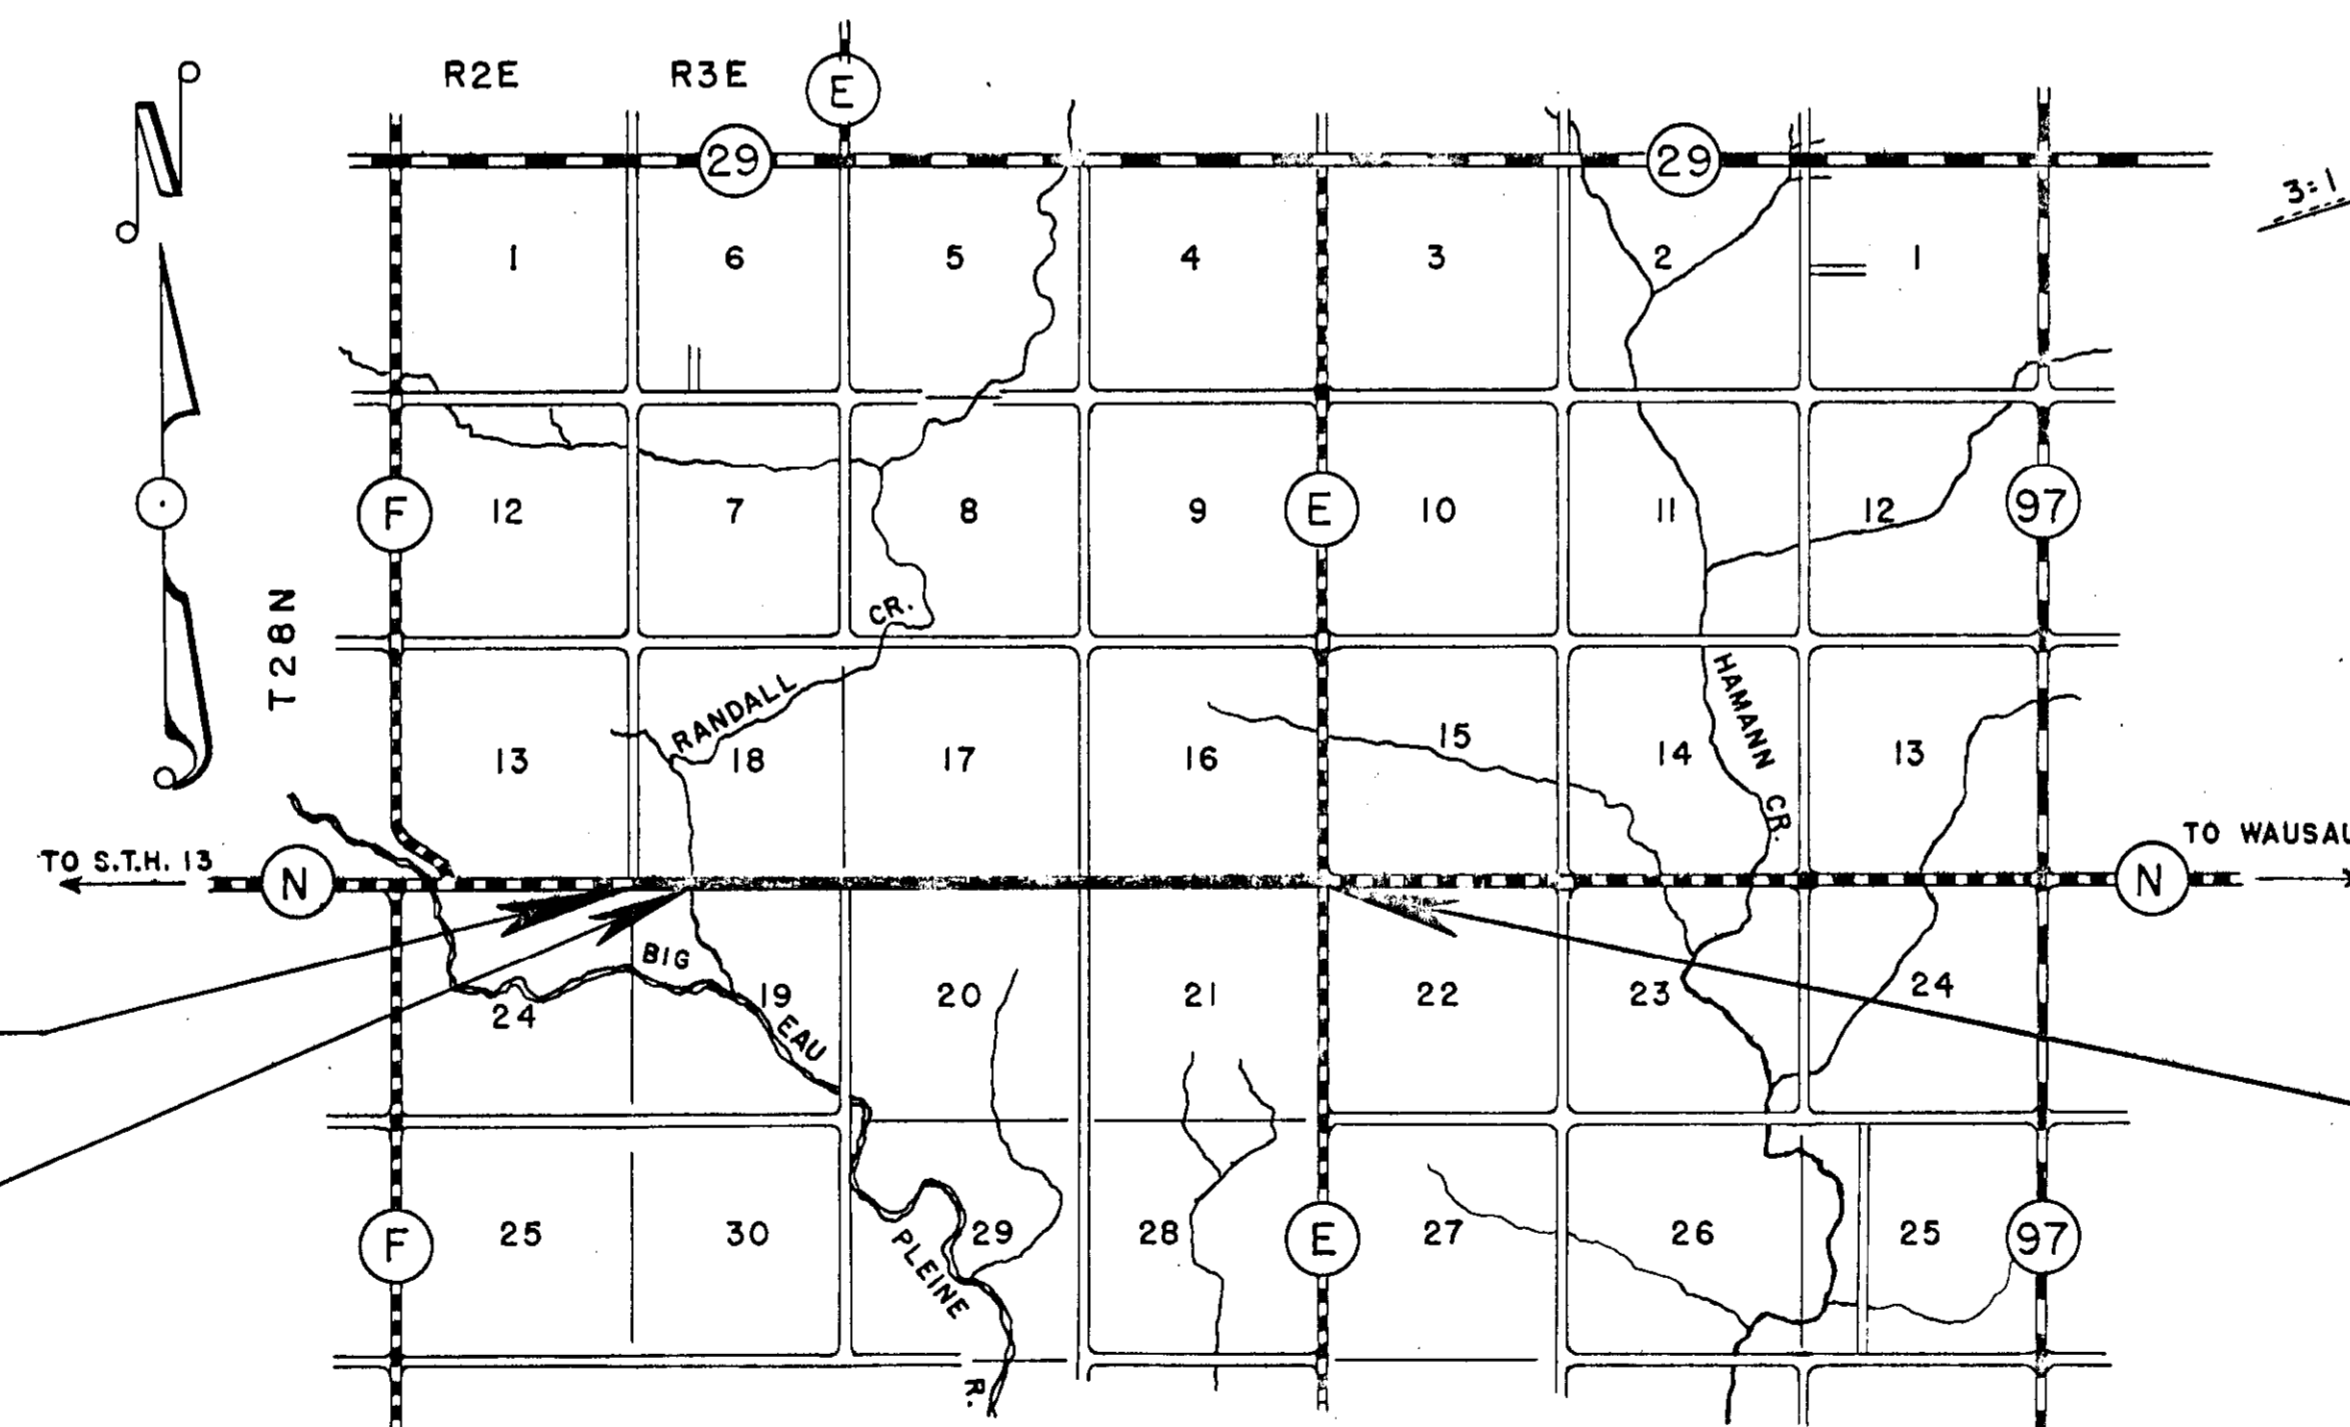 N
R2E R3E E
29 29
3:1
1 6 5 4 3 2 1
F 12 7 8 9 E 10 11 12 97
T28N
RANDALL CR.
HAMANN CR.
13 18 17 16 15 14 13
TO S.T.H. 13 N
N TO WAUSAU
BIG EAU PLEINE R.
24 19 20 21 22 23 24
F 25 30 29 28 E 27 26 25 97